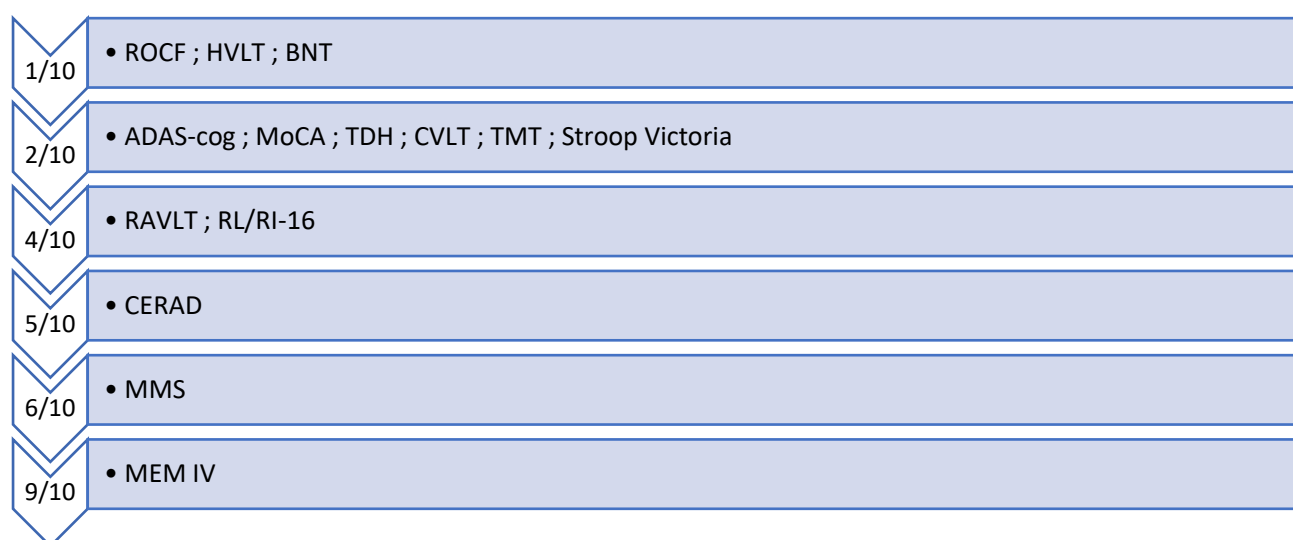 1/10
• ROCF ; HVLT ; BNT
2/10
• ADAS-cog ; MoCA ; TDH ; CVLT ; TMT ; Stroop Victoria
4/10
• RAVLT ; RL/RI-16
5/10
• CERAD
6/10
• MMS
9/10
• MEM IV